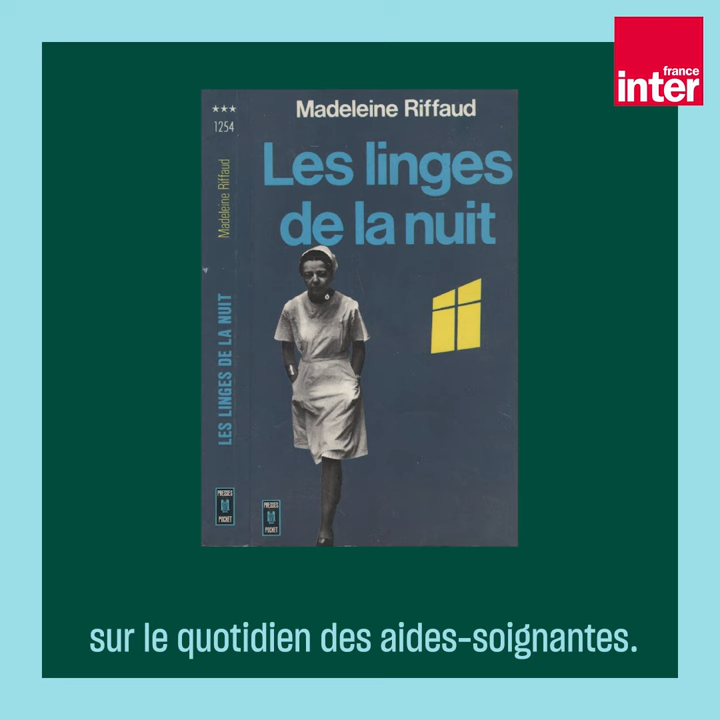 france
inter
★★★
1254
Madeleine Riffaud
LES LINGES DE LA NUIT
PRESSES
POCKET
Madeleine Riffaud
Les linges
de la nuit
PRESSES
POCKET
sur le quotidien des aides-soignantes.